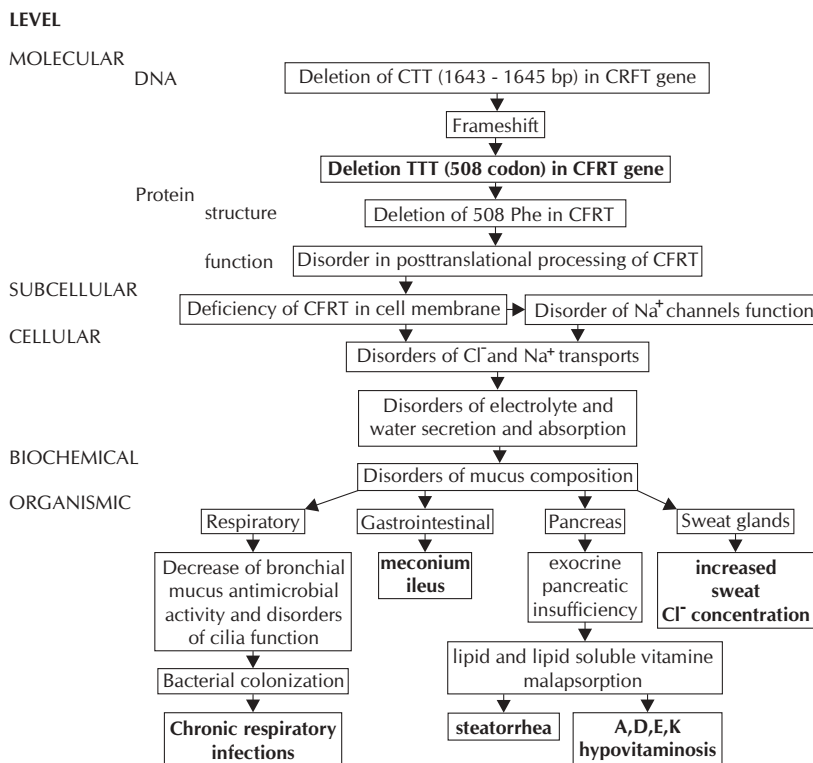 LEVEL
MOLECULAR
DNA
Deletion of CTT (1643 - 1645 bp) in CRFT gene
Frameshift
Deletion TTT (508 codon) in CFRT gene
Protein
structure
Deletion of 508 Phe in CFRT
function
Disorder in posttranslational processing of CFRT
SUBCELLULAR
Deficiency of CFRT in cell membrane
Disorder of Na⁺ channels function
CELLULAR
Disorders of Cl⁻ and Na⁺ transports
Disorders of electrolyte and
water secretion and absorption
BIOCHEMICAL
Disorders of mucus composition
ORGANISMIC
Respiratory
Gastrointestinal
Pancreas
Sweat glands
Decrease of bronchial
mucus antimicrobial
activity and disorders
of cilia function
meconium
ileus
exocrine
pancreatic
insufficiency
increased
sweat
Cl⁻ concentration
Bacterial colonization
lipid and lipid soluble vitamine
malapsorption
Chronic respiratory
infections
steatorrhea
A,D,E,K
hypovitaminosis